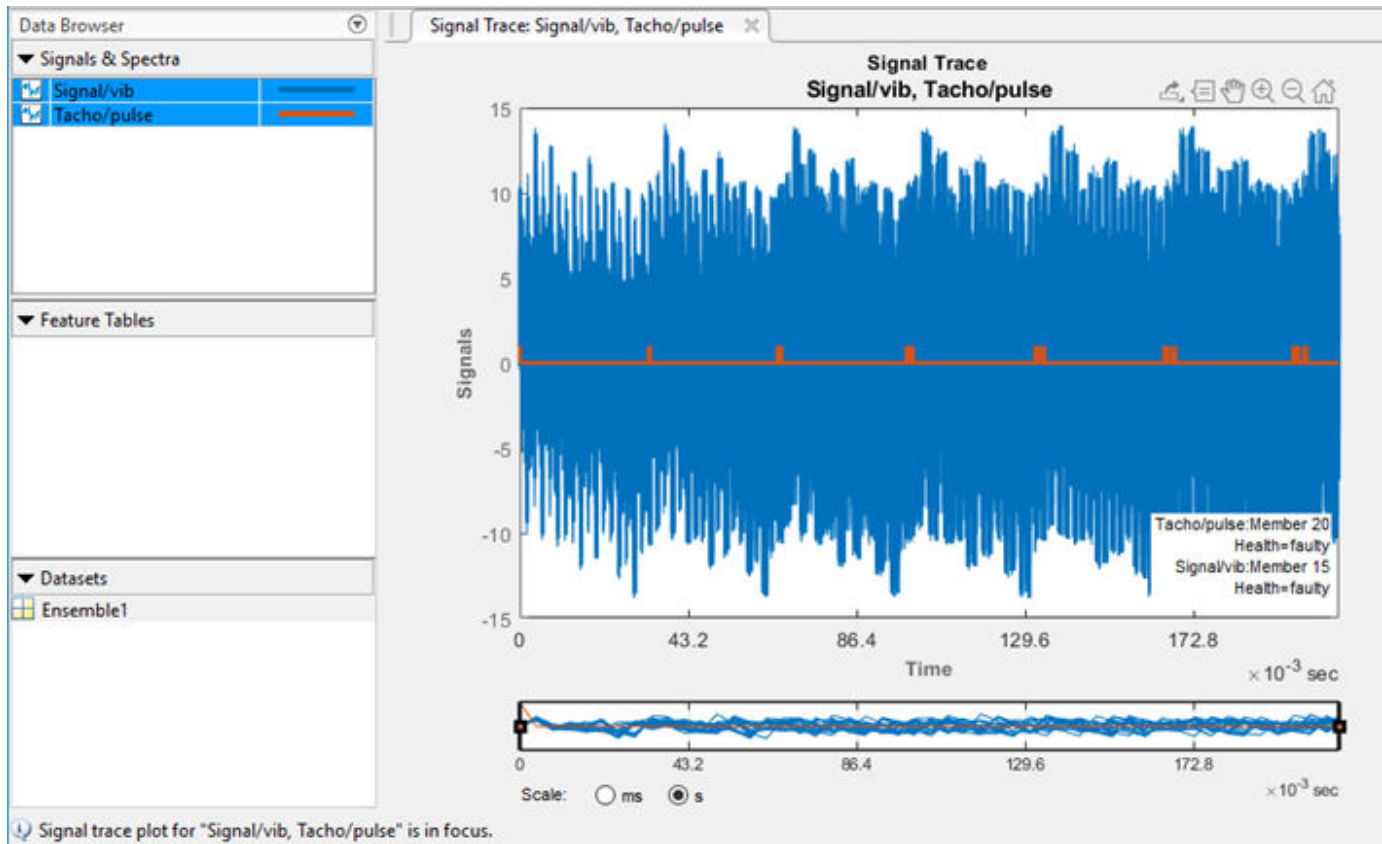 Data Browser
Signals & Spectra
Signal/vib
Tacho/pulse
Feature Tables
Datasets
Ensemble1
Signal Trace: Signal/vib, Tacho/pulse
Signal Trace
Signal/vib, Tacho/pulse
15
10
5
0
-5
-10
-15
Signals
Tacho/pulse:Member 20
Health=faulty
Signal/vib:Member 15
Health=faulty
0 43.2 86.4 129.6 172.8
Time
×10⁻³ sec
0 43.2 86.4 129.6 172.8
×10⁻³ sec
Scale: ms s
Signal trace plot for "Signal/vib, Tacho/pulse" is in focus.